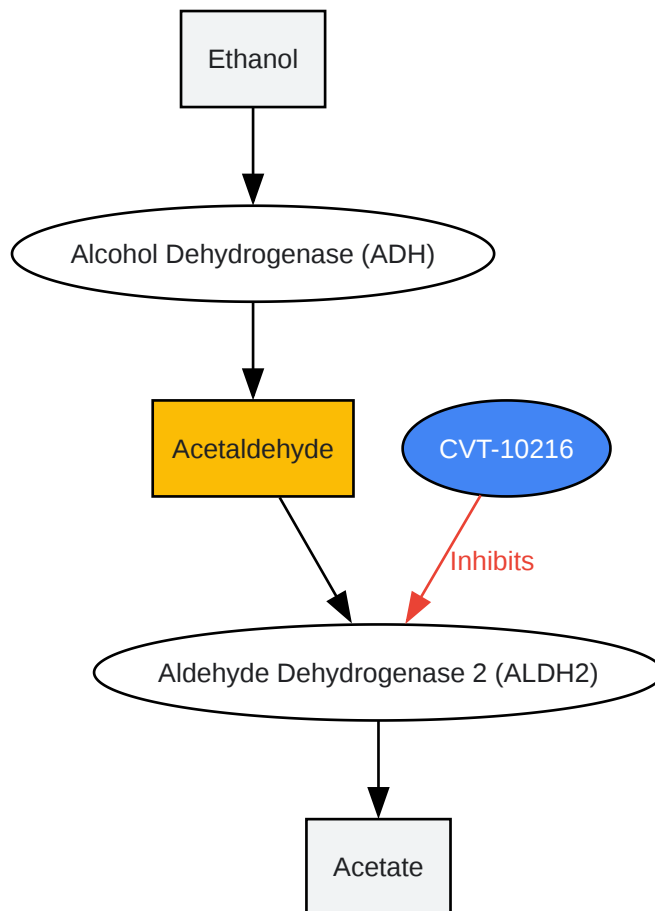 Ethanol
Alcohol Dehydrogenase (ADH)
Acetaldehyde
CVT-10216
Inhibits
Aldehyde Dehydrogenase 2 (ALDH2)
Acetate